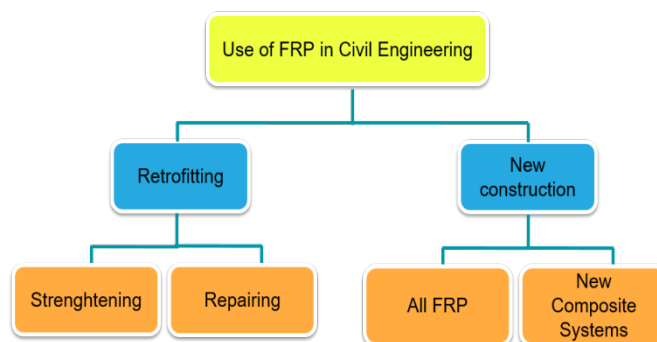 Use of FRP in Civil Engineering
Retrofitting
New
construction
Strenghtening
Repairing
All FRP
New
Composite
Systems